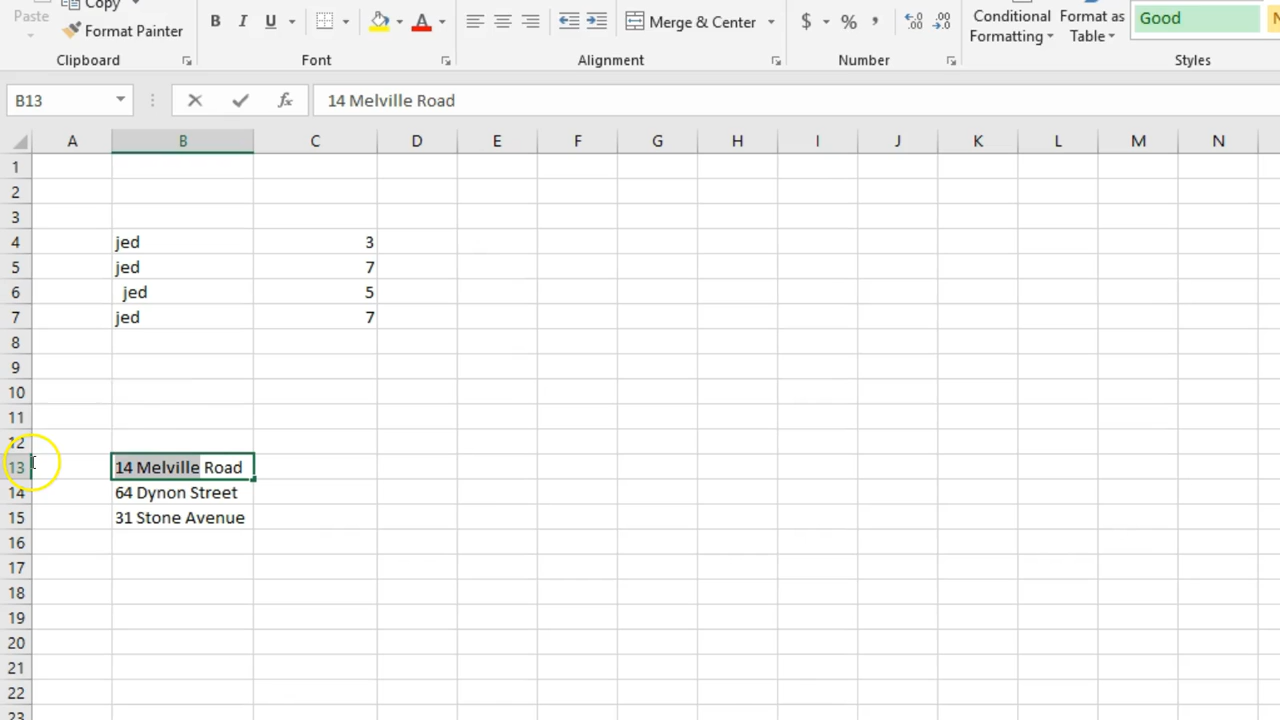 Copy
Paste
Format Painter
B I U A
Merge & Center
$ % ,
Conditional Formatting
Format as Table
Good
Clipboard Font Alignment Number Styles
B13 fx 14 Melville Road
A B C D E F G H I J K L M N
1
2
3
4 jed 3
5 jed 7
6 jed 5
7 jed 7
8
9
10
11
12
13 14 Melville Road
14 64 Dynon Street
15 31 Stone Avenue
16
17
18
19
20
21
22
23